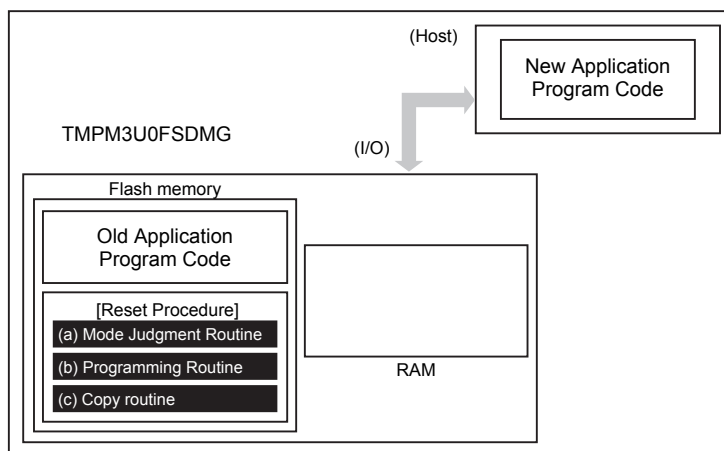 (Host)
New Application
Program Code
TMPM3U0FSDMG
(I/O)
Flash memory
Old Application
Program Code
[Reset Procedure]
(a) Mode Judgment Routine
(b) Programming Routine
(c) Copy routine
RAM